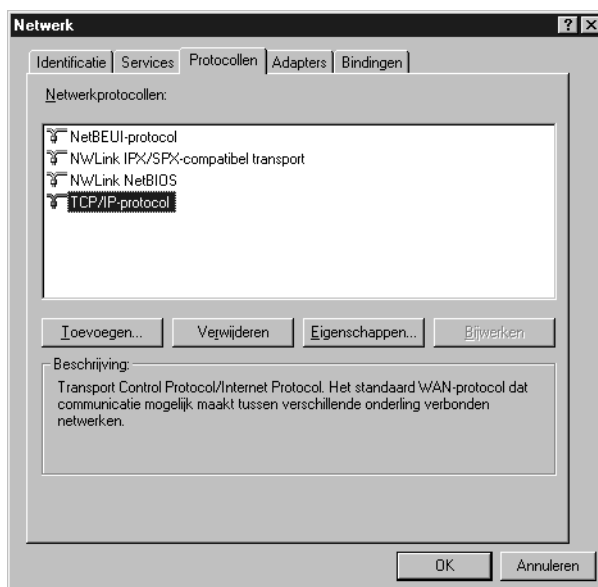 Netwerk
Identificatie Services Protocollen Adapters Bindingen
Netwerkprotocollen:
NetBEUI-protocol
NWLink IPX/SPX-compatibel transport
NWLink NetBIOS
TCP/IP-protocol
Toevoegen... Verwijderen Eigenschappen... Bijwerken
Beschrijving:
Transport Control Protocol/Internet Protocol. Het standaard WAN-protocol dat
communicatie mogelijk maakt tussen verschillende onderling verbonden
netwerken.
OK Annuleren